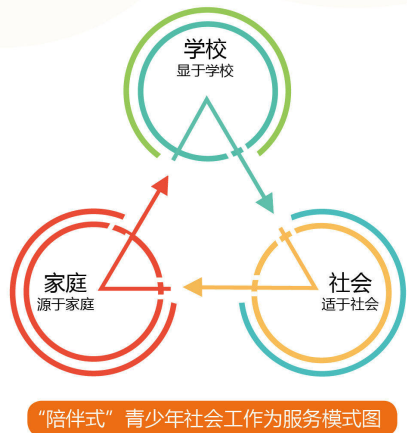 学校
显于学校
家庭
源于家庭
社会
适于社会
“陪伴式”青少年社会工作为服务模式图